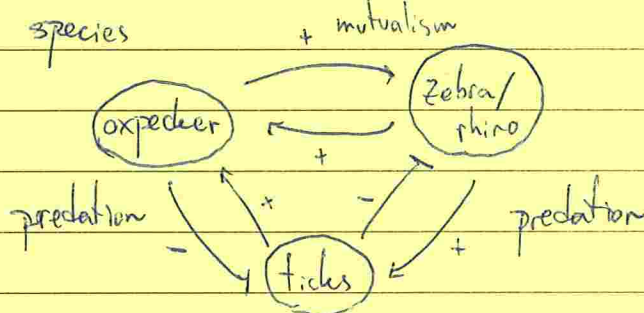 species
+ mutualism
oxpecker
zebra/
rhino
+
predation
-
+
-
+
predation
ticks